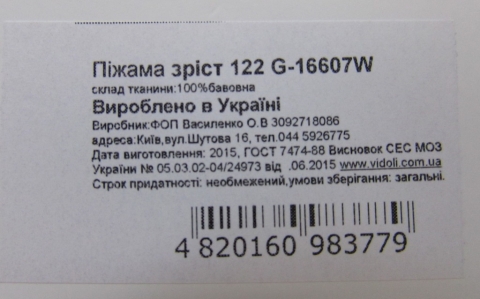 Піжама зріст 122 G-16607W
склад тканини:100%бавовна
Вироблено в Україні
Виробник:ФОП Василенко О.В 3092718086
адреса:Київ,вул.Шутова 16, тел.044 5926775
Дата виготовлення: 2015, ГОСТ 7474-88 Висновок СЕС МОЗ
України № 05.03.02-04/24973 від .06.2015 www.vidoli.com.ua
Строк придатності: необмежений,умови зберігання: загальні.
4 820160 983779